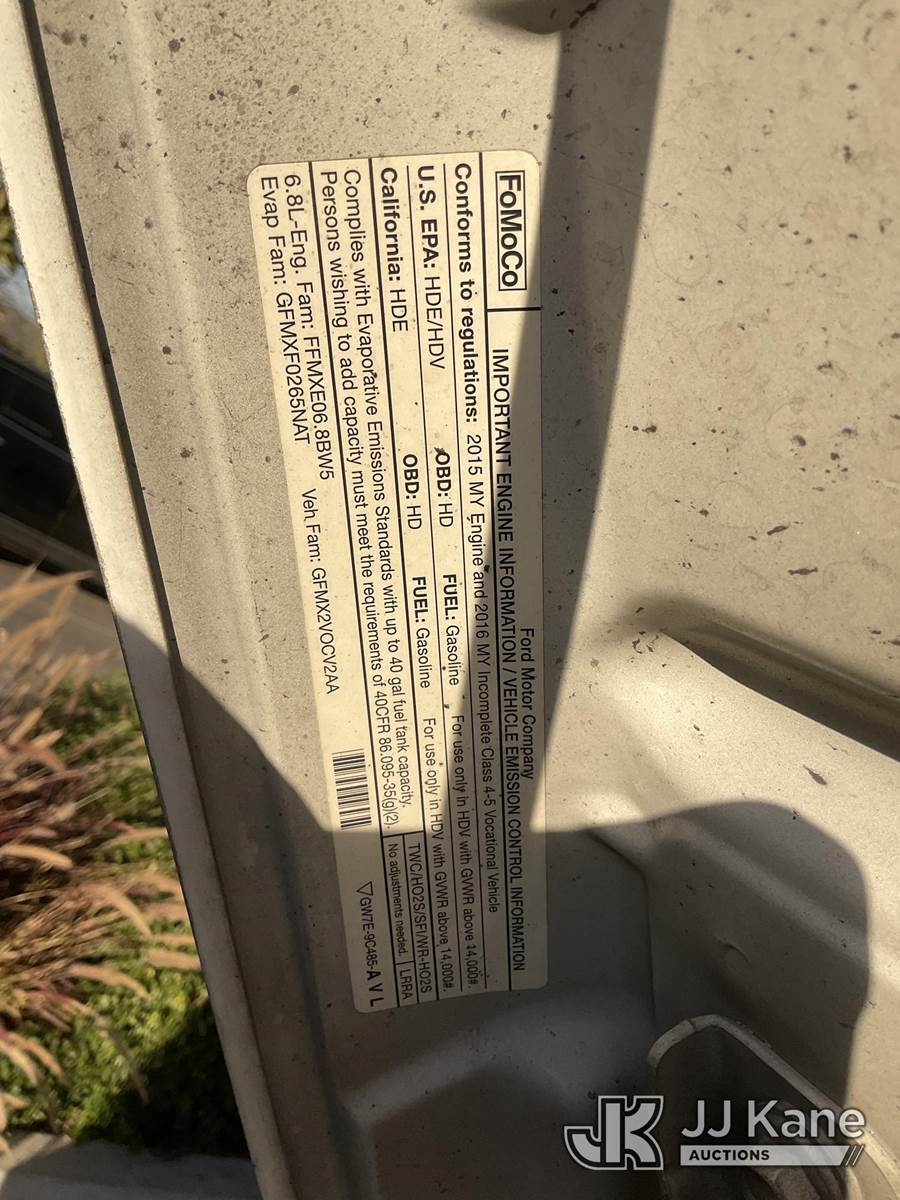 FoMoCo
Ford Motor Company
IMPORTANT ENGINE INFORMATION / VEHICLE EMISSION CONTROL INFORMATION
Conforms to regulations: 2015 MY Engine and 2016 MY Incomplete Class 4-5 Vocational Vehicle
U.S. EPA: HDE/HDV OBD: HD FUEL: Gasoline For use only in HDV with GVWR above 14,000#.
California: HDE OBD: HD FUEL: Gasoline For use only in HDV with GVWR above 14,000#.
Complies with Evaporative Emissions Standards with up to 40 gal fuel tank capacity.
Persons wishing to add capacity must meet the requirements of 40CFR 86.095-35(g)(2).
TWC/HO2S/SFI/WR-HO2S
No adjustments needed. LRRA
6.8L-Eng. Fam: FFMXE06.8BW5
Evap Fam: GFMXF0265NAT Veh Fam: GFMX2VOCV2AA
GW7E-9C485-AVL
JK JJ Kane
AUCTIONS